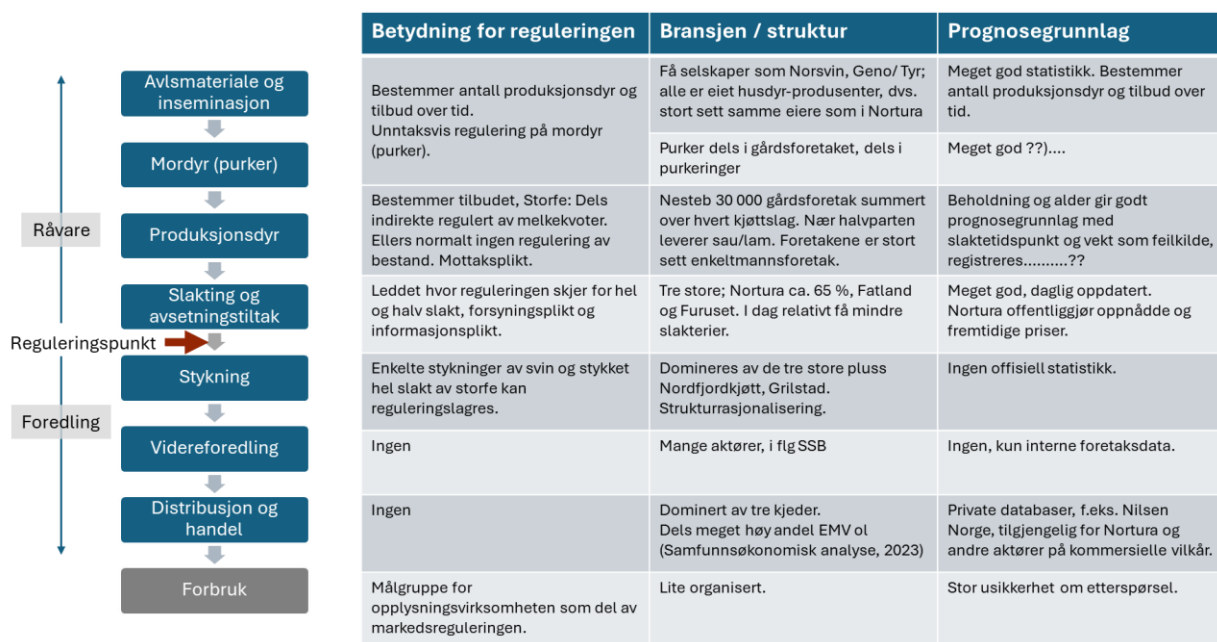 Betydning for reguleringen
Bransjen / struktur
Prognosegrunnlag
Råvare
Reguleringspunkt
Foredling
Avlsmateriale og
inseminasjon
Mordyr (purker)
Produksjonsdyr
Slakting og
avsetningstiltak
Stykning
Videreforedling
Distribusjon og
handel
Forbruk
Bestemmer antall produksjonsdyr og
tilbud over tid.
Unntaksvis regulering på mordyr
(purker).
Få selskaper som Norsvin, Geno/ Tyr;
alle er eiet husdyr-produsenter, dvs.
stort sett samme eiere som i Nortura
Meget god statistikk. Bestemmer
antall produksjonsdyr og tilbud over
tid.
Purker dels i gårdsforetaket, dels i
purkeringer
Meget god ??)....
Bestemmer tilbudet, Storfe: Dels
indirekte regulert av melkekvoter.
Ellers normalt ingen regulering av
bestand. Mottaksplikt.
Nesteb 30 000 gårdsforetak summert
over hvert kjøttslag. Nær halvparten
leverer sau/lam. Foretakene er stort
sett enkeltmannsforetak.
Beholdning og alder gir godt
prognosegrunnlag med
slaktetidspunkt og vekt som feilkilde,
registreres..........??
Leddet hvor reguleringen skjer for hel
og halv slakt, forsyningsplikt og
informasjonsplikt.
Tre store; Nortura ca. 65 %, Fatland
og Furuset. I dag relativt få mindre
slakterier.
Meget god, daglig oppdatert.
Nortura offentliggjør oppnådde og
fremtidige priser.
Enkelte stykninger av svin og stykket
hel slakt av storfe kan
reguleringslagres.
Domineres av de tre store pluss
Nordfjordkjøtt, Grilstad.
Strukturrasjonalisering.
Ingen offisiell statistikk.
Ingen
Mange aktører, i flg SSB
Ingen, kun interne foretaksdata.
Ingen
Dominert av tre kjeder.
Dels meget høy andel EMV ol
(Samfunnsøkonomisk analyse, 2023)
Private databaser, f.eks. Nilsen
Norge, tilgjengelig for Nortura og
andre aktører på kommersielle vilkår.
Målgruppe for
opplysningsvirksomheten som del av
markedsreguleringen.
Lite organisert.
Stor usikkerhet om etterspørsel.